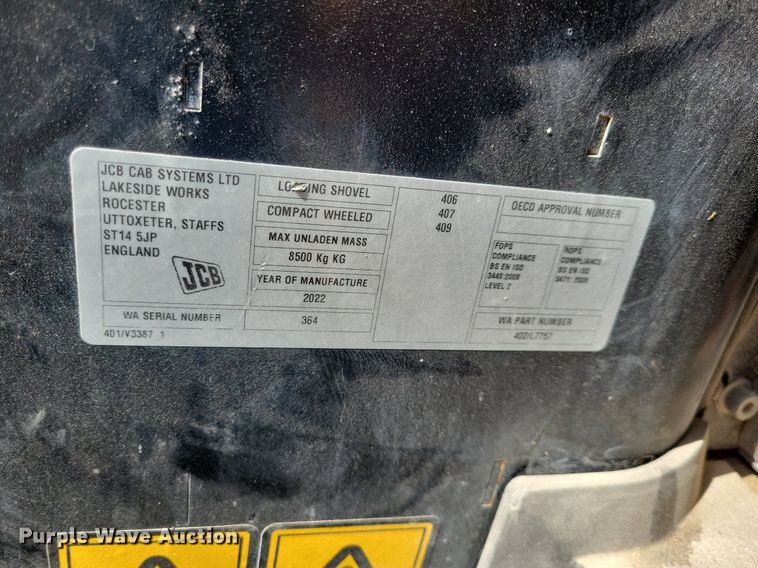 JCB CAB SYSTEMS LTD
LAKESIDE WORKS
ROCESTER
UTTOXETER, STAFFS
ST14 5JP
ENGLAND
JCB
WA SERIAL NUMBER
401/V3387 1
LOADING SHOVEL
COMPACT WHEELED
MAX UNLADEN MASS
8500 Kg KG
YEAR OF MANUFACTURE
2022
364
406
407
409
OECD APPROVAL NUMBER
FOPS
COMPLIANCE
BS EN ISO
3449:2008
LEVEL 2
ROPS
COMPLIANCE
BS EN ISO
3471: 2008
WA PART NUMBER
402/L7757
Purple Wave Auction